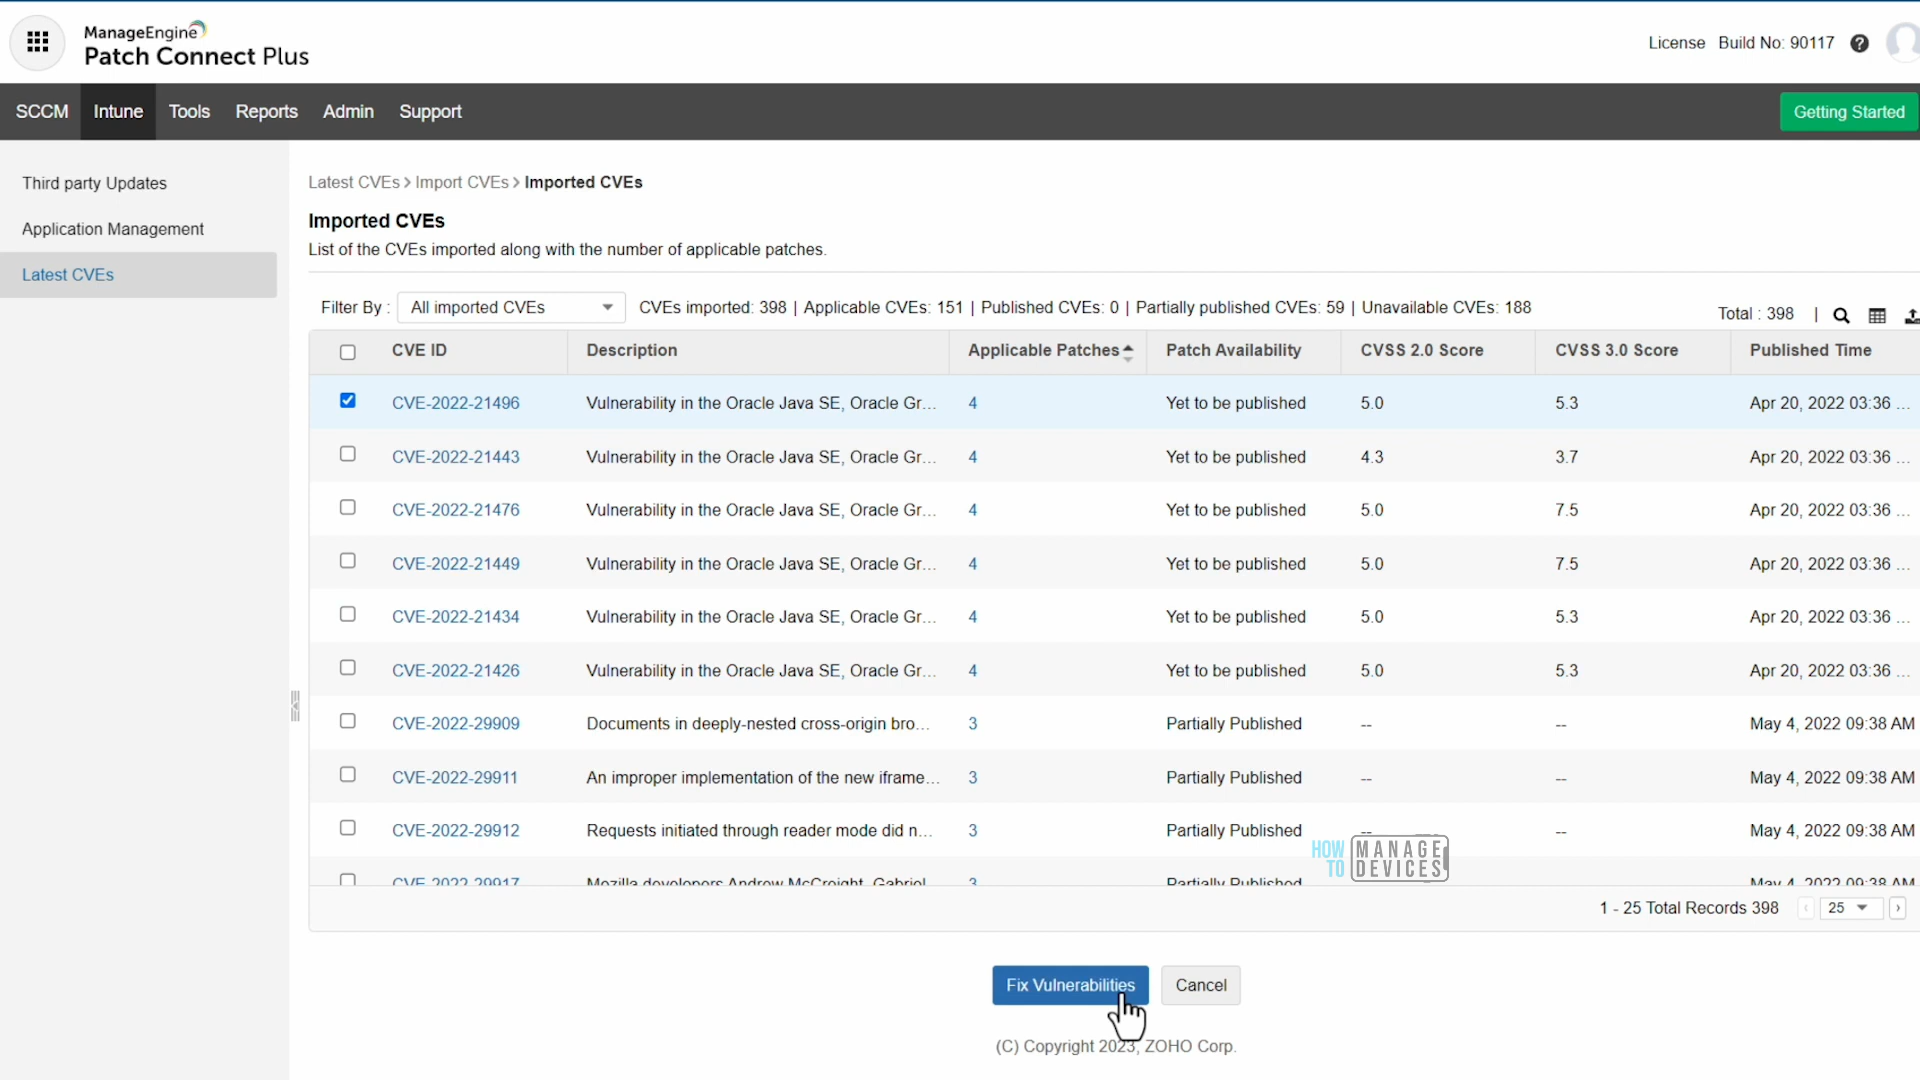 ManageEngine
Patch Connect Plus
License Build No: 90117 ?
SCCM Intune Tools Reports Admin Support Getting Started
Third party Updates
Application Management
Latest CVEs
Latest CVEs > Import CVEs > Imported CVEs
Imported CVEs
List of the CVEs imported along with the number of applicable patches.
Filter By : All imported CVEs CVEs imported: 398 | Applicable CVEs: 151 | Published CVEs: 0 | Partially published CVEs: 59 | Unavailable CVEs: 188 Total : 398 |
CVE ID Description Applicable Patches Patch Availability CVSS 2.0 Score CVSS 3.0 Score Published Time
CVE-2022-21496 Vulnerability in the Oracle Java SE, Oracle Gr... 4 Yet to be published 5.0 5.3 Apr 20, 2022 03:36 ...
CVE-2022-21443 Vulnerability in the Oracle Java SE, Oracle Gr... 4 Yet to be published 4.3 3.7 Apr 20, 2022 03:36 ...
CVE-2022-21476 Vulnerability in the Oracle Java SE, Oracle Gr... 4 Yet to be published 5.0 7.5 Apr 20, 2022 03:36 ...
CVE-2022-21449 Vulnerability in the Oracle Java SE, Oracle Gr... 4 Yet to be published 5.0 7.5 Apr 20, 2022 03:36 ...
CVE-2022-21434 Vulnerability in the Oracle Java SE, Oracle Gr... 4 Yet to be published 5.0 5.3 Apr 20, 2022 03:36 ...
CVE-2022-21426 Vulnerability in the Oracle Java SE, Oracle Gr... 4 Yet to be published 5.0 5.3 Apr 20, 2022 03:36 ...
CVE-2022-29909 Documents in deeply-nested cross-origin bro... 3 Partially Published -- -- May 4, 2022 09:38 AM
CVE-2022-29911 An improper implementation of the new iframe... 3 Partially Published -- -- May 4, 2022 09:38 AM
CVE-2022-29912 Requests initiated through reader mode did n... 3 Partially Published -- -- May 4, 2022 09:38 AM
CVE-2022-29917 Mozilla developers Andrew McCreight, Gabriel 3 Partially Published May 4, 2022 09:38 AM
HOW TO MANAGE DEVICES
1 - 25 Total Records 398 ‹ 25 ›
Fix Vulnerabilities Cancel
(C) Copyright 2023, ZOHO Corp.